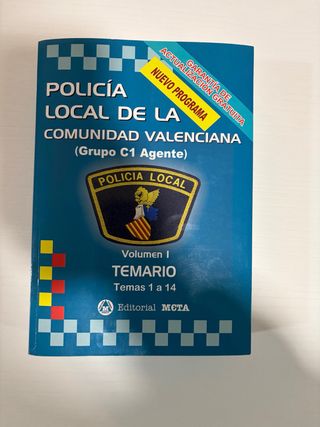 GARANTÍA DE
ACTUALIZACIÓN GRATUITA
NUEVO PROGRAMA
POLICÍA
LOCAL DE LA
COMUNIDAD VALENCIANA
(Grupo C1 Agente)
POLICIA LOCAL
Volumen I
TEMARIO
Temas 1 a 14
Editorial META